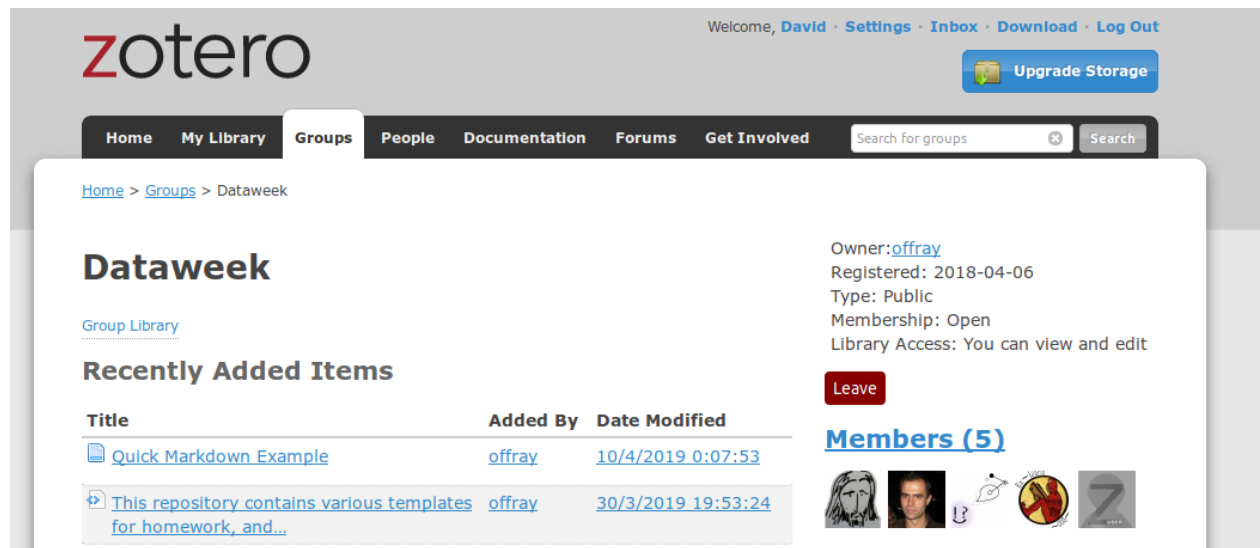 zotero
Welcome, David · Settings · Inbox · Download · Log Out
Upgrade Storage
Home My Library Groups People Documentation Forums Get Involved Search for groups Search
Home > Groups > Dataweek
Dataweek
Group Library
Recently Added Items
Title Added By Date Modified
Quick Markdown Example offray 10/4/2019 0:07:53
This repository contains various templates offray 30/3/2019 19:53:24
for homework, and...
Owner:offray
Registered: 2018-04-06
Type: Public
Membership: Open
Library Access: You can view and edit
Leave
Members (5)